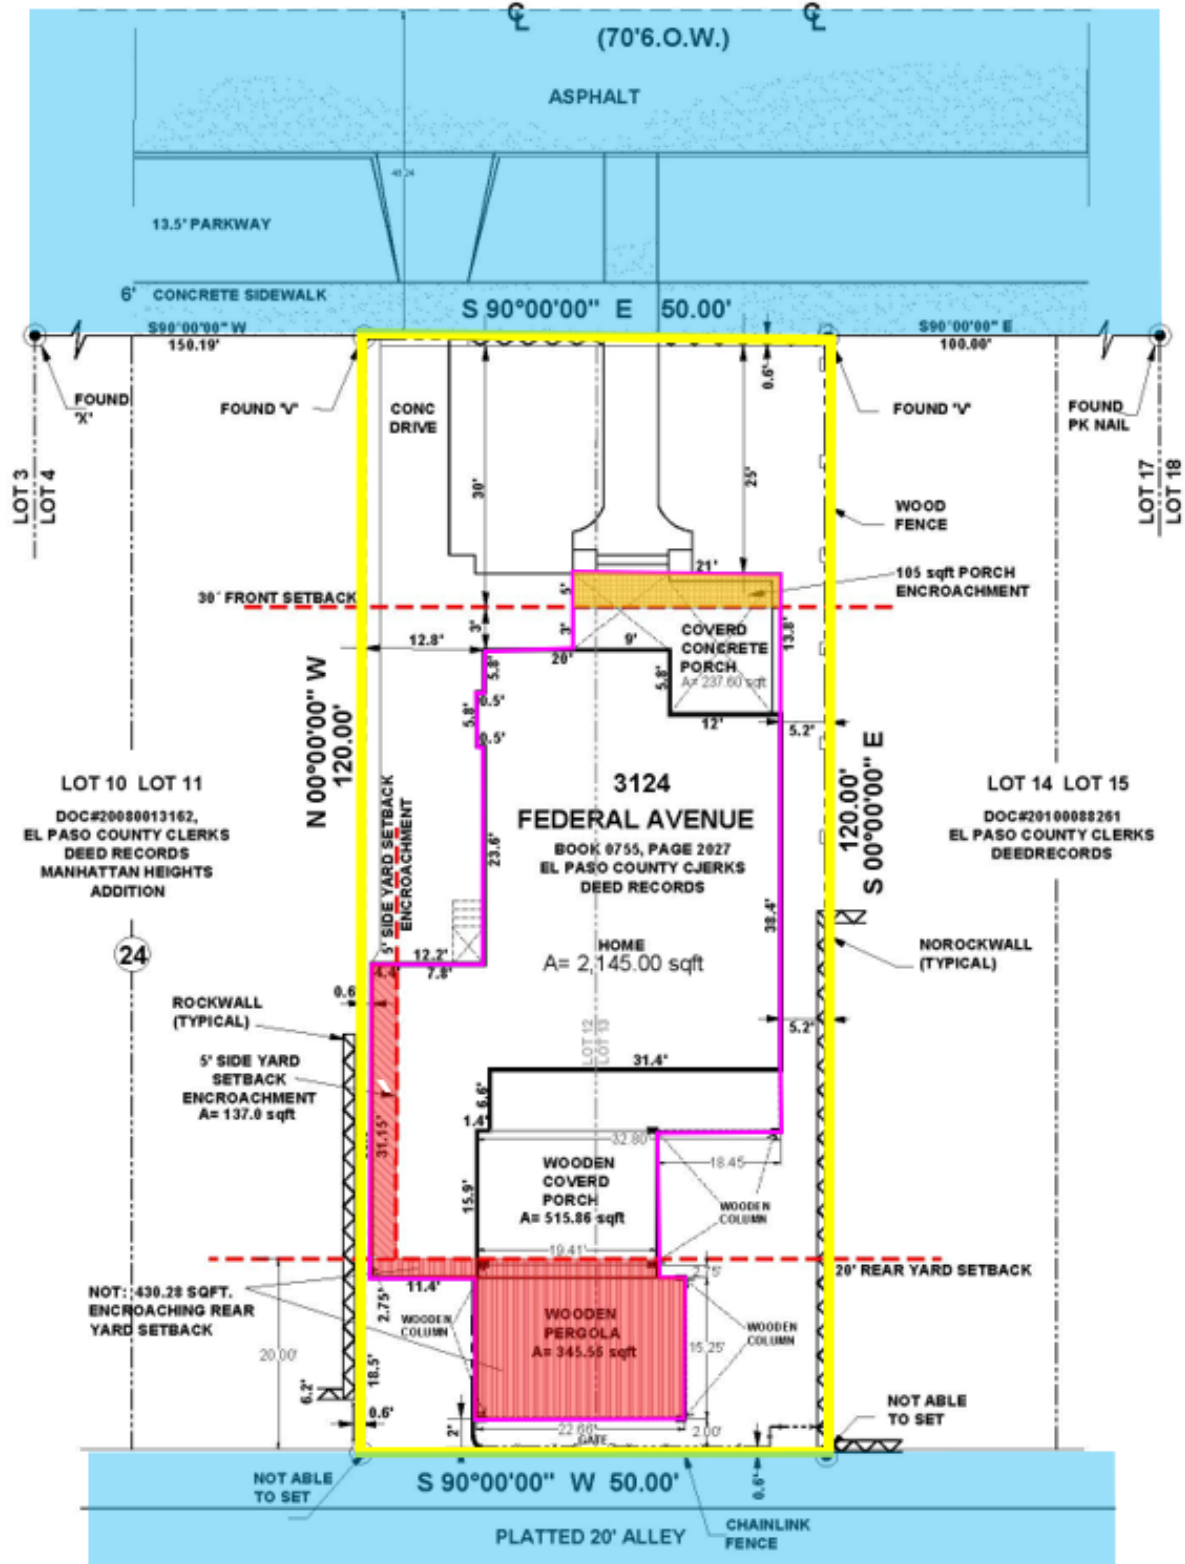 ℄ ℄
(70'6.O.W.)
ASPHALT
48.24
13.5' PARKWAY
6' CONCRETE SIDEWALK
S 90°00'00" E 50.00'
S90°00'00" W
150.19'
S90°00'00" E
100.00'
FOUND
'X'
FOUND 'V'
CONC
DRIVE
0.6'
FOUND 'V'
FOUND
PK NAIL
LOT 3
LOT 4
LOT 17
LOT 18
30'
25'
WOOD
FENCE
21'
105 sqft PORCH
ENCROACHMENT
30' FRONT SETBACK
5'
3'
3'
12.8'
20'
9'
COVERD
CONCRETE
PORCH
A= 237.60 sqft
13.8'
5.8'
5.8'
0.5'
5.8'
0.5'
12'
5.2'
N 00°00'00" W
120.00'
120.00'
S 00°00'00" E
LOT 10 LOT 11
DOC#20080013162,
EL PASO COUNTY CLERKS
DEED RECORDS
MANHATTAN HEIGHTS
ADDITION
24
5' SIDE YARD SETBACK
ENCROACHMENT
23.6'
3124
FEDERAL AVENUE
BOOK 0755, PAGE 2027
EL PASO COUNTY CJERKS
DEED RECORDS
LOT 14 LOT 15
DOC#20100088261
EL PASO COUNTY CLERKS
DEEDRECORDS
38.4'
HOME
A= 2,145.00 sqft
NOROCKWALL
(TYPICAL)
12.2'
4.4'
7.8'
0.6'
ROCKWALL
(TYPICAL)
LOT 12
LOT 13
5.2'
5' SIDE YARD
SETBACK
ENCROACHMENT
A= 137.0 sqft
31.4'
6.6'
1.4'
31.15'
32.80'
18.45
WOODEN
COVERD
PORCH
A= 515.86 sqft
15.9'
WOODEN
COLUMN
19.41'
2.75'
20' REAR YARD SETBACK
NOT: 430.28 SQFT.
ENCROACHING REAR
YARD SETBACK
11.4'
2.75'
WOODEN
COLUMN
WOODEN
PERGOLA
A= 345.55 sqft
WOODEN
COLUMN
15.25'
20.00'
18.5'
6.2'
0.6'
2'
22.66'
GATE
2.00'
NOT ABLE
TO SET
NOT ABLE
TO SET
S 90°00'00" W 50.00'
0.6'
PLATTED 20' ALLEY
CHAINLINK
FENCE